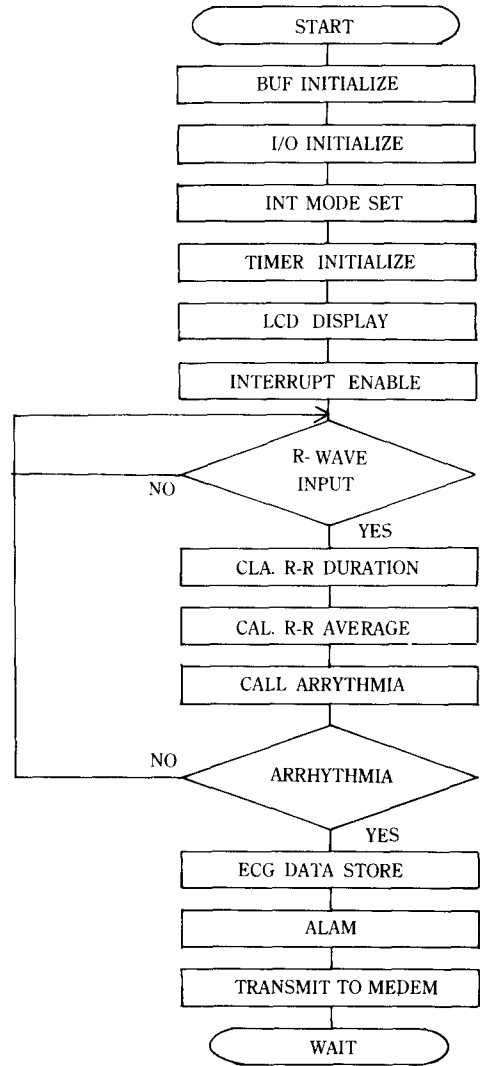 START
BUF INITIALIZE
I/O INITIALIZE
INT MODE SET
TIMER INITIALIZE
LCD DISPLAY
INTERRUPT ENABLE
R-WAVE
INPUT
NO
YES
CLA. R-R DURATION
CAL. R-R AVERAGE
CALL ARRYTHMIA
NO
ARRHYTHMIA
YES
ECG DATA STORE
ALAM
TRANSMIT TO MEDEM
WAIT